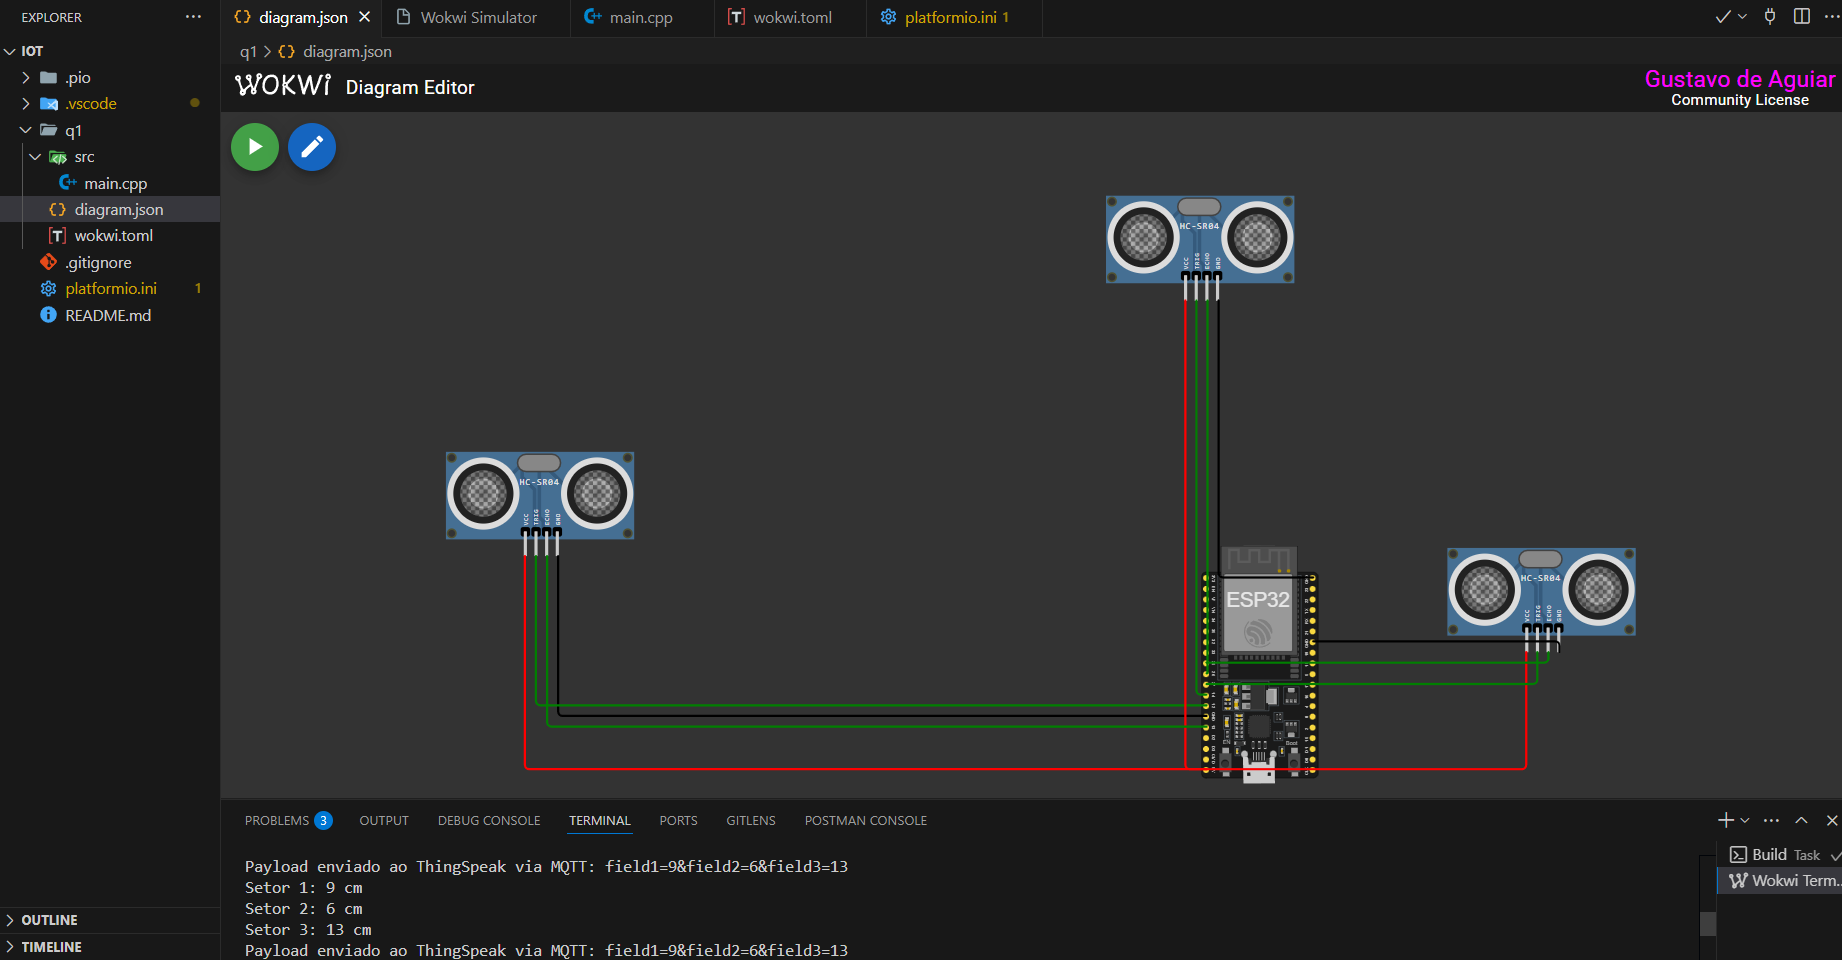 EXPLORER
IOT
.pio
.vscode
q1
src
main.cpp
diagram.json
wokwi.toml
.gitignore
platformio.ini 1
README.md
OUTLINE
TIMELINE
diagram.json
Wokwi Simulator
main.cpp
wokwi.toml
platformio.ini 1
q1 > diagram.json
WOKWI Diagram Editor
Gustavo de Aguiar
Community License
HC-SR04
VCC TRIG ECHO GND
HC-SR04
VCC TRIG ECHO GND
HC-SR04
VCC TRIG ECHO GND
ESP32
EN
Boot
PROBLEMS 3
OUTPUT
DEBUG CONSOLE
TERMINAL
PORTS
GITLENS
POSTMAN CONSOLE
Payload enviado ao ThingSpeak via MQTT: field1=9&field2=6&field3=13
Setor 1: 9 cm
Setor 2: 6 cm
Setor 3: 13 cm
Payload enviado ao ThingSpeak via MQTT: field1=9&field2=6&field3=13
Build Task
Wokwi Term...